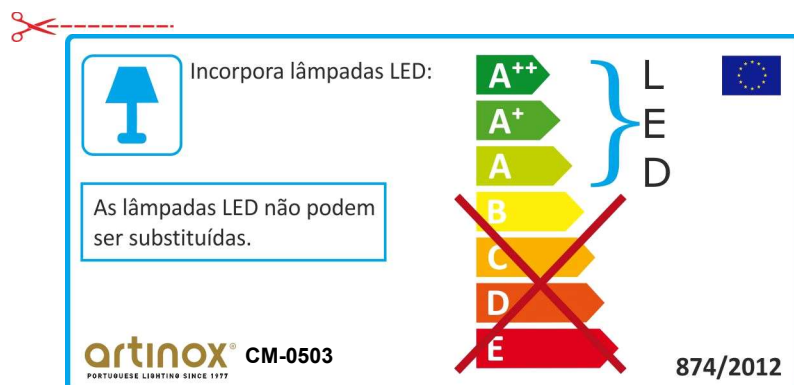 Incorpora lâmpadas LED:
As lâmpadas LED não podem
ser substituídas.
A++
A+
A
B
C
D
E
L
E
D
artinox® CM-0503
PORTUGUESE LIGHTING SINCE 1977
874/2012